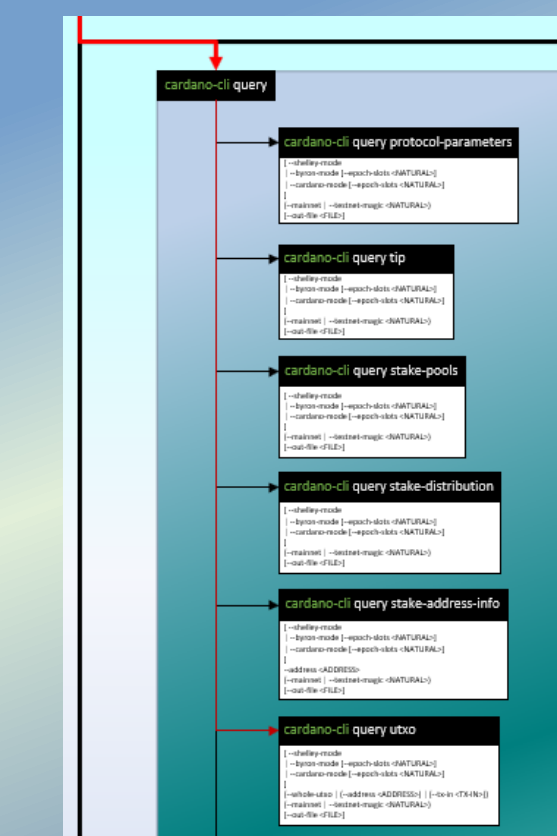 cardano-cli query
cardano-cli query protocol-parameters
[ --shelley-mode
| --byron-mode [--epoch-slots <NATURAL>]
| --cardano-mode [--epoch-slots <NATURAL>]
]
(--mainnet | --testnet-magic <NATURAL>)
[--out-file <FILE>]
cardano-cli query tip
[ --shelley-mode
| --byron-mode [--epoch-slots <NATURAL>]
| --cardano-mode [--epoch-slots <NATURAL>]
]
(--mainnet | --testnet-magic <NATURAL>)
[--out-file <FILE>]
cardano-cli query stake-pools
[ --shelley-mode
| --byron-mode [--epoch-slots <NATURAL>]
| --cardano-mode [--epoch-slots <NATURAL>]
]
(--mainnet | --testnet-magic <NATURAL>)
[--out-file <FILE>]
cardano-cli query stake-distribution
[ --shelley-mode
| --byron-mode [--epoch-slots <NATURAL>]
| --cardano-mode [--epoch-slots <NATURAL>]
]
(--mainnet | --testnet-magic <NATURAL>)
[--out-file <FILE>]
cardano-cli query stake-address-info
[ --shelley-mode
| --byron-mode [--epoch-slots <NATURAL>]
| --cardano-mode [--epoch-slots <NATURAL>]
]
--address <ADDRESS>
(--mainnet | --testnet-magic <NATURAL>)
[--out-file <FILE>]
cardano-cli query utxo
[ --shelley-mode
| --byron-mode [--epoch-slots <NATURAL>]
| --cardano-mode [--epoch-slots <NATURAL>]
]
(--whole-utxo | (--address <ADDRESS>) | (--tx-in <TX-IN>))
(--mainnet | --testnet-magic <NATURAL>)
[--out-file <FILE>]